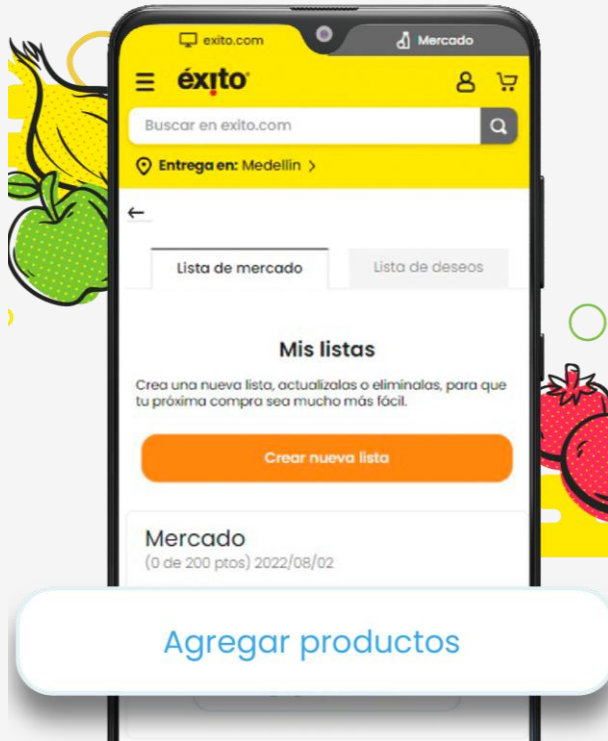 exito.com
Mercado
éxito
Buscar en exito.com
Entrega en: Medellín >
Lista de mercado
Lista de deseos
Mis listas
Crea una nueva lista, actualízalas o elimínalas, para que
tu próxima compra sea mucho más fácil.
Crear nueva lista
Mercado
(0 de 200 ptos) 2022/08/02
Agregar productos